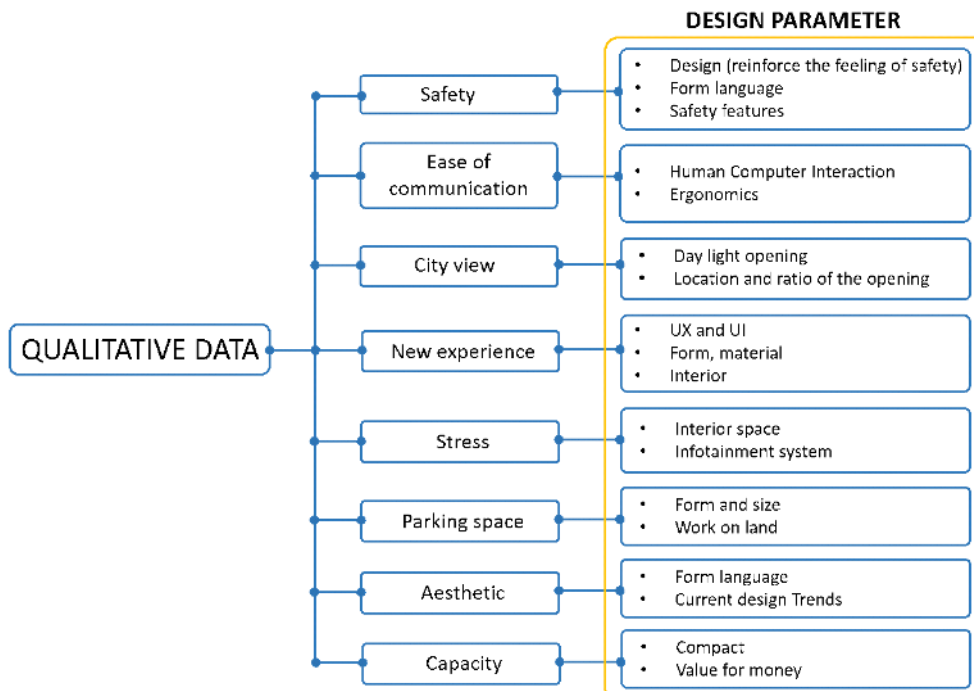 DESIGN PARAMETER
QUALITATIVE DATA
Safety
• Design (reinforce the feeling of safety)
• Form language
• Safety features
Ease of
communication
• Human Computer Interaction
• Ergonomics
City view
• Day light opening
• Location and ratio of the opening
New experience
• UX and UI
• Form, material
• Interior
Stress
• Interior space
• Infotainment system
Parking space
• Form and size
• Work on land
Aesthetic
• Form language
• Current design Trends
Capacity
• Compact
• Value for money